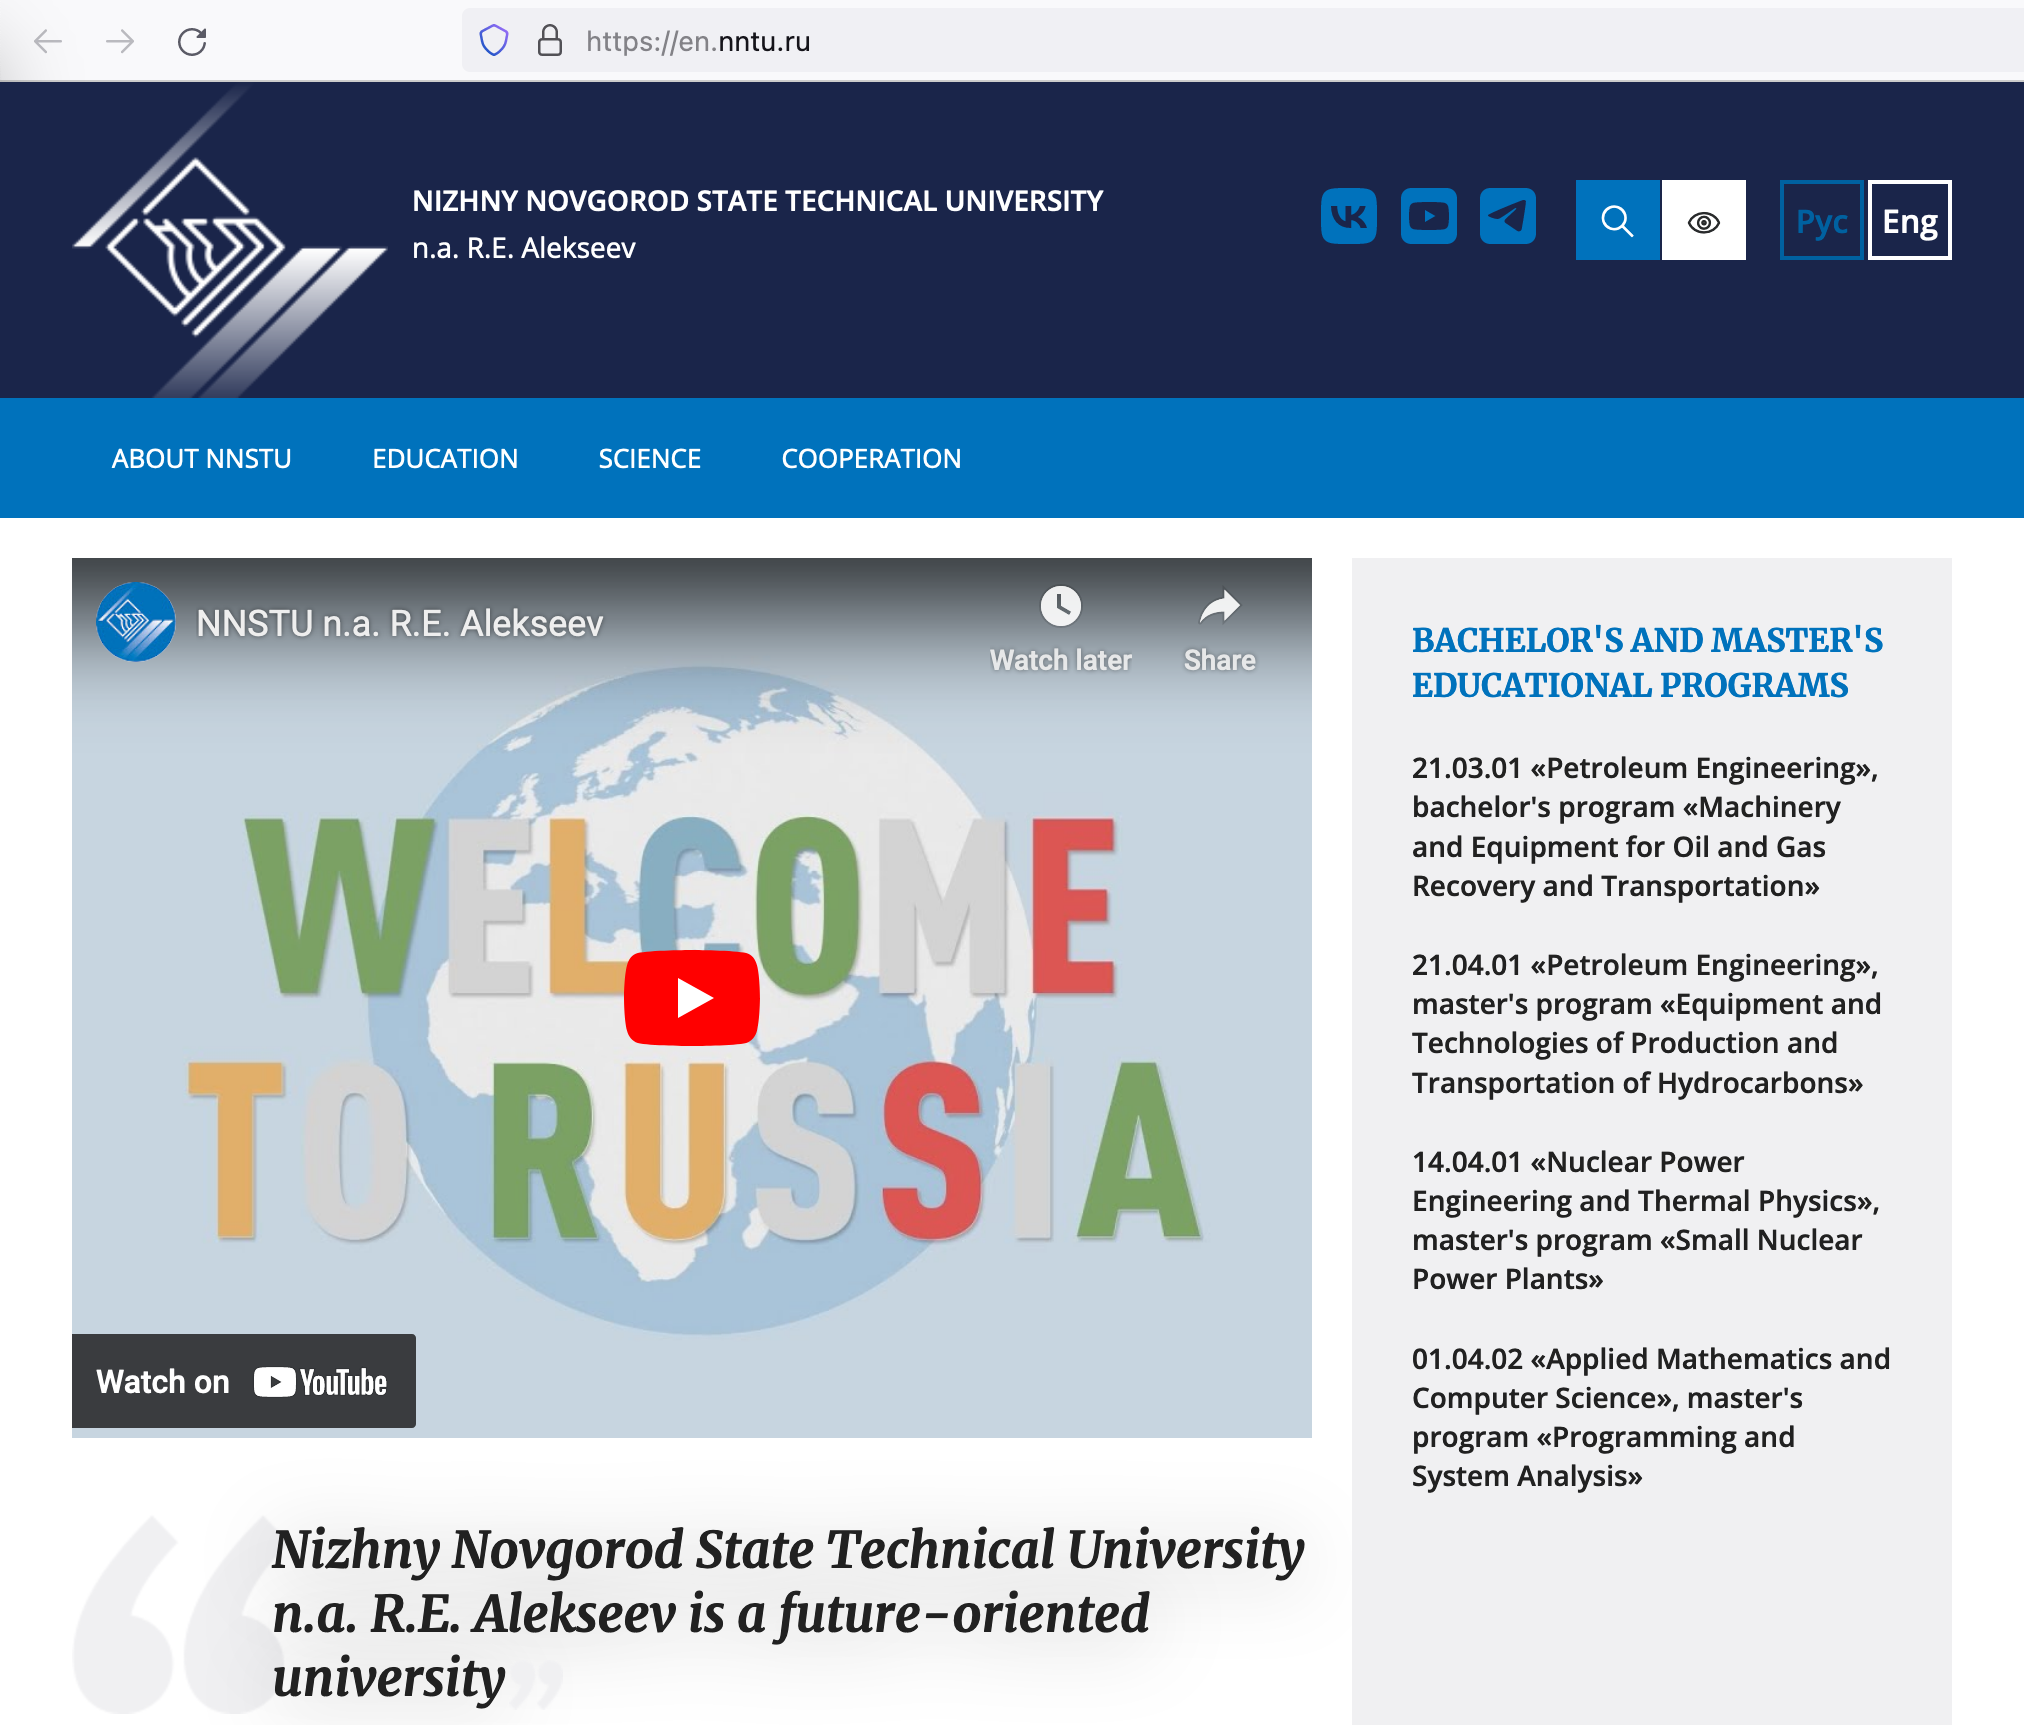 https://en.nntu.ru
NIZHNY NOVGOROD STATE TECHNICAL UNIVERSITY
n.a. R.E. Alekseev
Рус
Eng
ABOUT NNSTU
EDUCATION
SCIENCE
COOPERATION
NNSTU n.a. R.E. Alekseev
Watch later
Share
WELCOME
TO RUSSIA
Watch on YouTube
Nizhny Novgorod State Technical University
n.a. R.E. Alekseev is a future-oriented
university
BACHELOR'S AND MASTER'S
EDUCATIONAL PROGRAMS
21.03.01 «Petroleum Engineering»,
bachelor's program «Machinery
and Equipment for Oil and Gas
Recovery and Transportation»
21.04.01 «Petroleum Engineering»,
master's program «Equipment and
Technologies of Production and
Transportation of Hydrocarbons»
14.04.01 «Nuclear Power
Engineering and Thermal Physics»,
master's program «Small Nuclear
Power Plants»
01.04.02 «Applied Mathematics and
Computer Science», master's
program «Programming and
System Analysis»